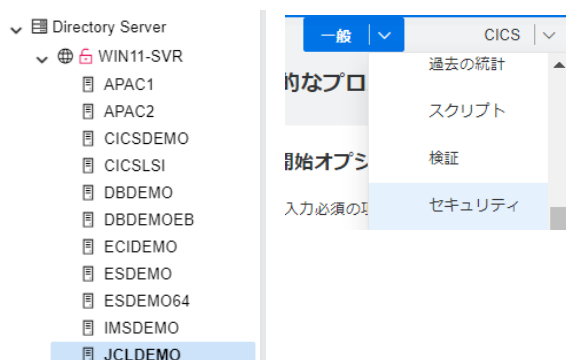 Directory Server
WIN11-SVR
APAC1
APAC2
CICSDEMO
CICSLSI
DBDEMO
DBDEMOEB
ECIDEMO
ESDEMO
ESDEMO64
IMSDEMO
JCLDEMO
一般 CICS
的なプロ
過去の統計
スクリプト
開始オプシ
検証
入力必須の項
セキュリティ